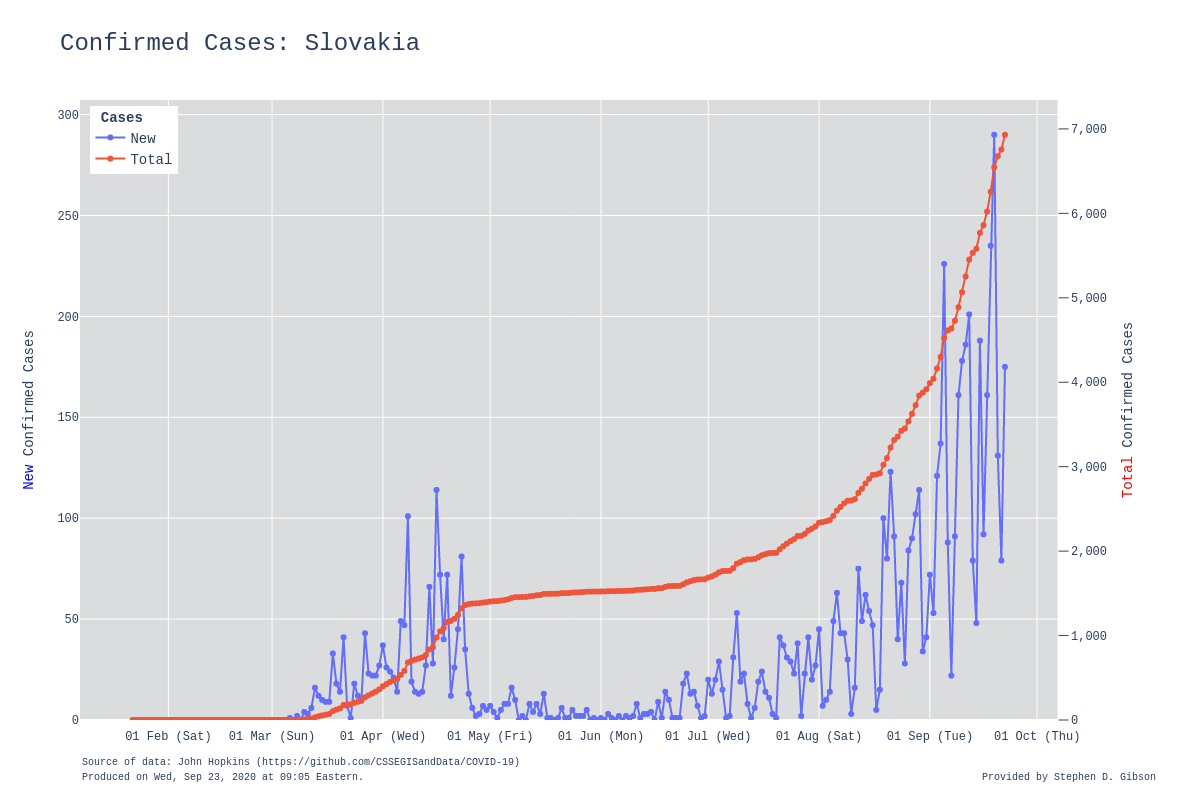 Confirmed Cases: Slovakia
Cases
New
Total
300
250
200
150
100
50
0
7,000
6,000
5,000
4,000
3,000
2,000
1,000
0
New Confirmed Cases
Total Confirmed Cases
01 Feb (Sat) 01 Mar (Sun) 01 Apr (Wed) 01 May (Fri) 01 Jun (Mon) 01 Jul (Wed) 01 Aug (Sat) 01 Sep (Tue) 01 Oct (Thu)
Source of data: John Hopkins (https://github.com/CSSEGISandData/COVID-19)
Produced on Wed, Sep 23, 2020 at 09:05 Eastern.
Provided by Stephen D. Gibson